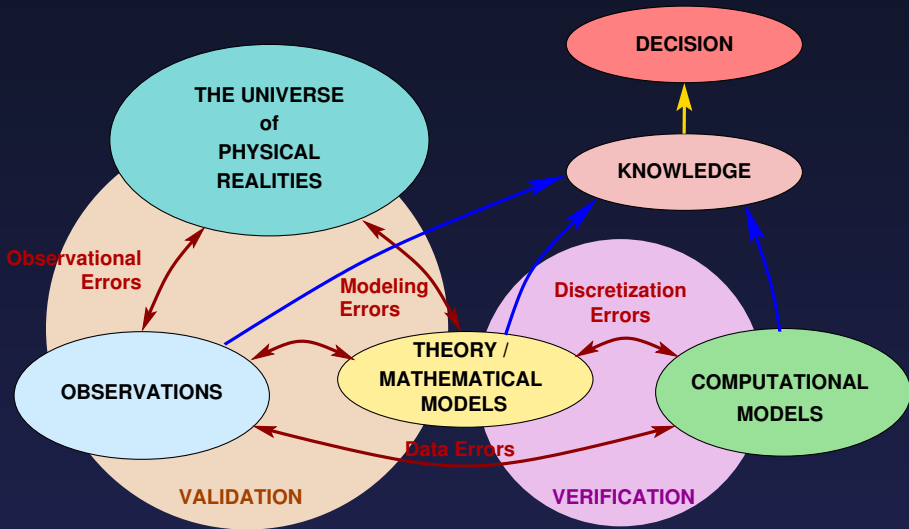 DECISION
THE UNIVERSE
of
PHYSICAL
REALITIES
KNOWLEDGE
Observational
Errors
Modeling
Errors
Discretization
Errors
OBSERVATIONS
THEORY /
MATHEMATICAL
MODELS
COMPUTATIONAL
MODELS
Data Errors
VALIDATION
VERIFICATION